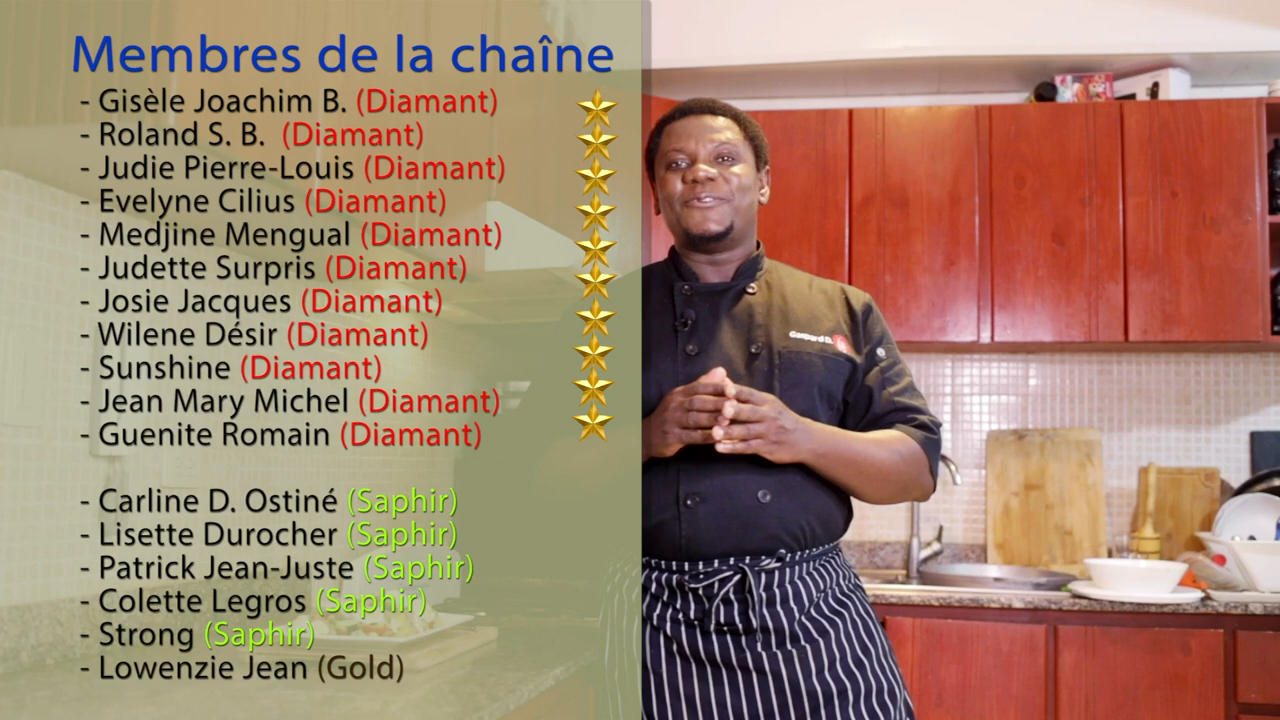 Membres de la chaîne
- Gisèle Joachim B. (Diamant)
- Roland S. B. (Diamant)
- Judie Pierre-Louis (Diamant)
- Evelyne Cilius (Diamant)
- Medjine Mengual (Diamant)
- Judette Surpris (Diamant)
- Josie Jacques (Diamant)
- Wilene Désir (Diamant)
- Sunshine (Diamant)
- Jean Mary Michel (Diamant)
- Guenite Romain (Diamant)
- Carline D. Ostiné (Saphir)
- Lisette Durocher (Saphir)
- Patrick Jean-Juste (Saphir)
- Colette Legros (Saphir)
- Strong (Saphir)
- Lowenzie Jean (Gold)
Gaspard D.